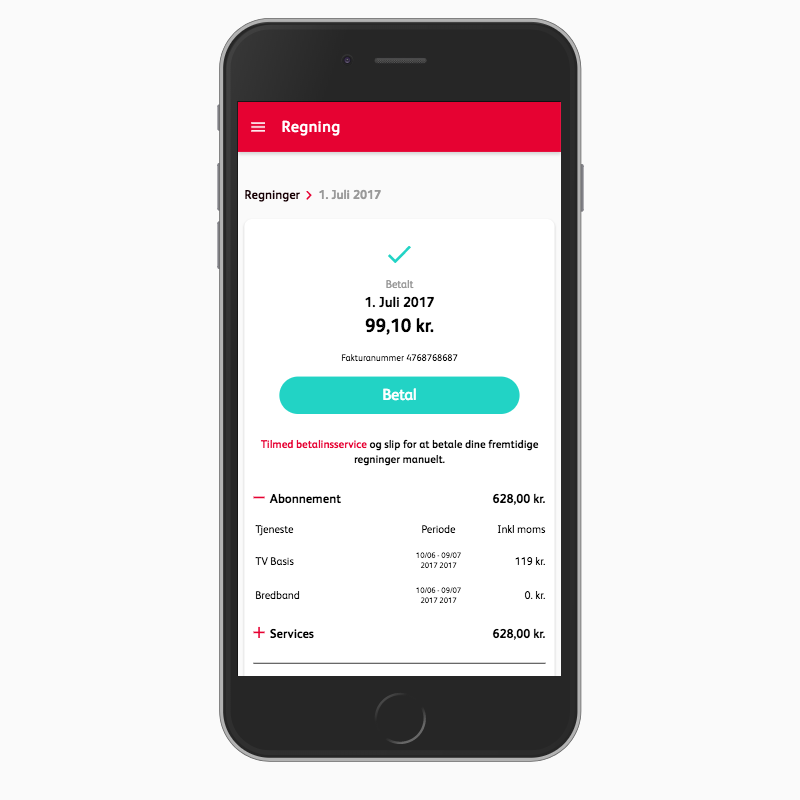 Regning
Regninger > 1. Juli 2017
Betalt
1. Juli 2017
99,10 kr.
Fakturanummer 4768768687
Betal
Tilmed betalinsservice og slip for at betale dine fremtidige
regninger manuelt.
Abonnement 628,00 kr.
Tjeneste Periode Inkl moms
TV Basis 10/06 - 09/07 119 kr.
2017 2017
Bredband 10/06 - 09/07 0. kr.
2017 2017
Services 628,00 kr.